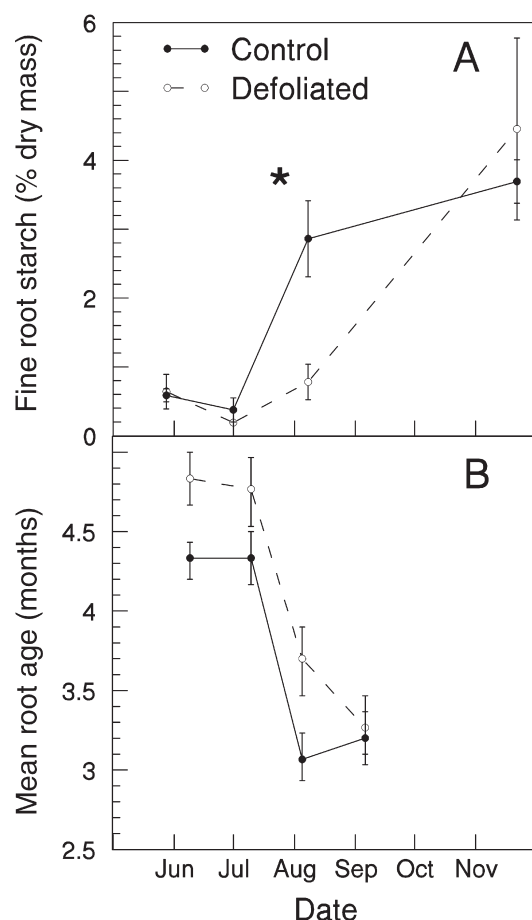 6
Control
A
Defoliated
4
*
2
0
Fine root starch (% dry mass)
B
4.5
4
3.5
3
2.5
Mean root age (months)
Jun Jul Aug Sep Oct Nov
Date